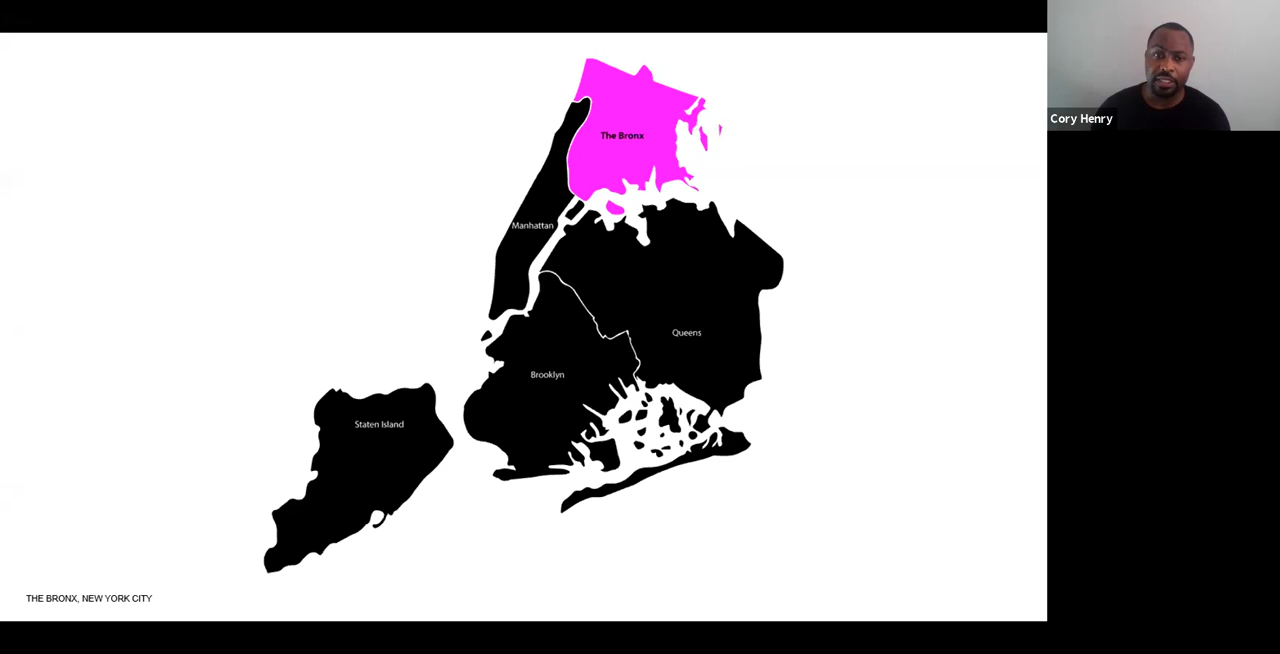 Cory Henry
The Bronx
Manhattan
Queens
Brooklyn
Staten Island
THE BRONX, NEW YORK CITY